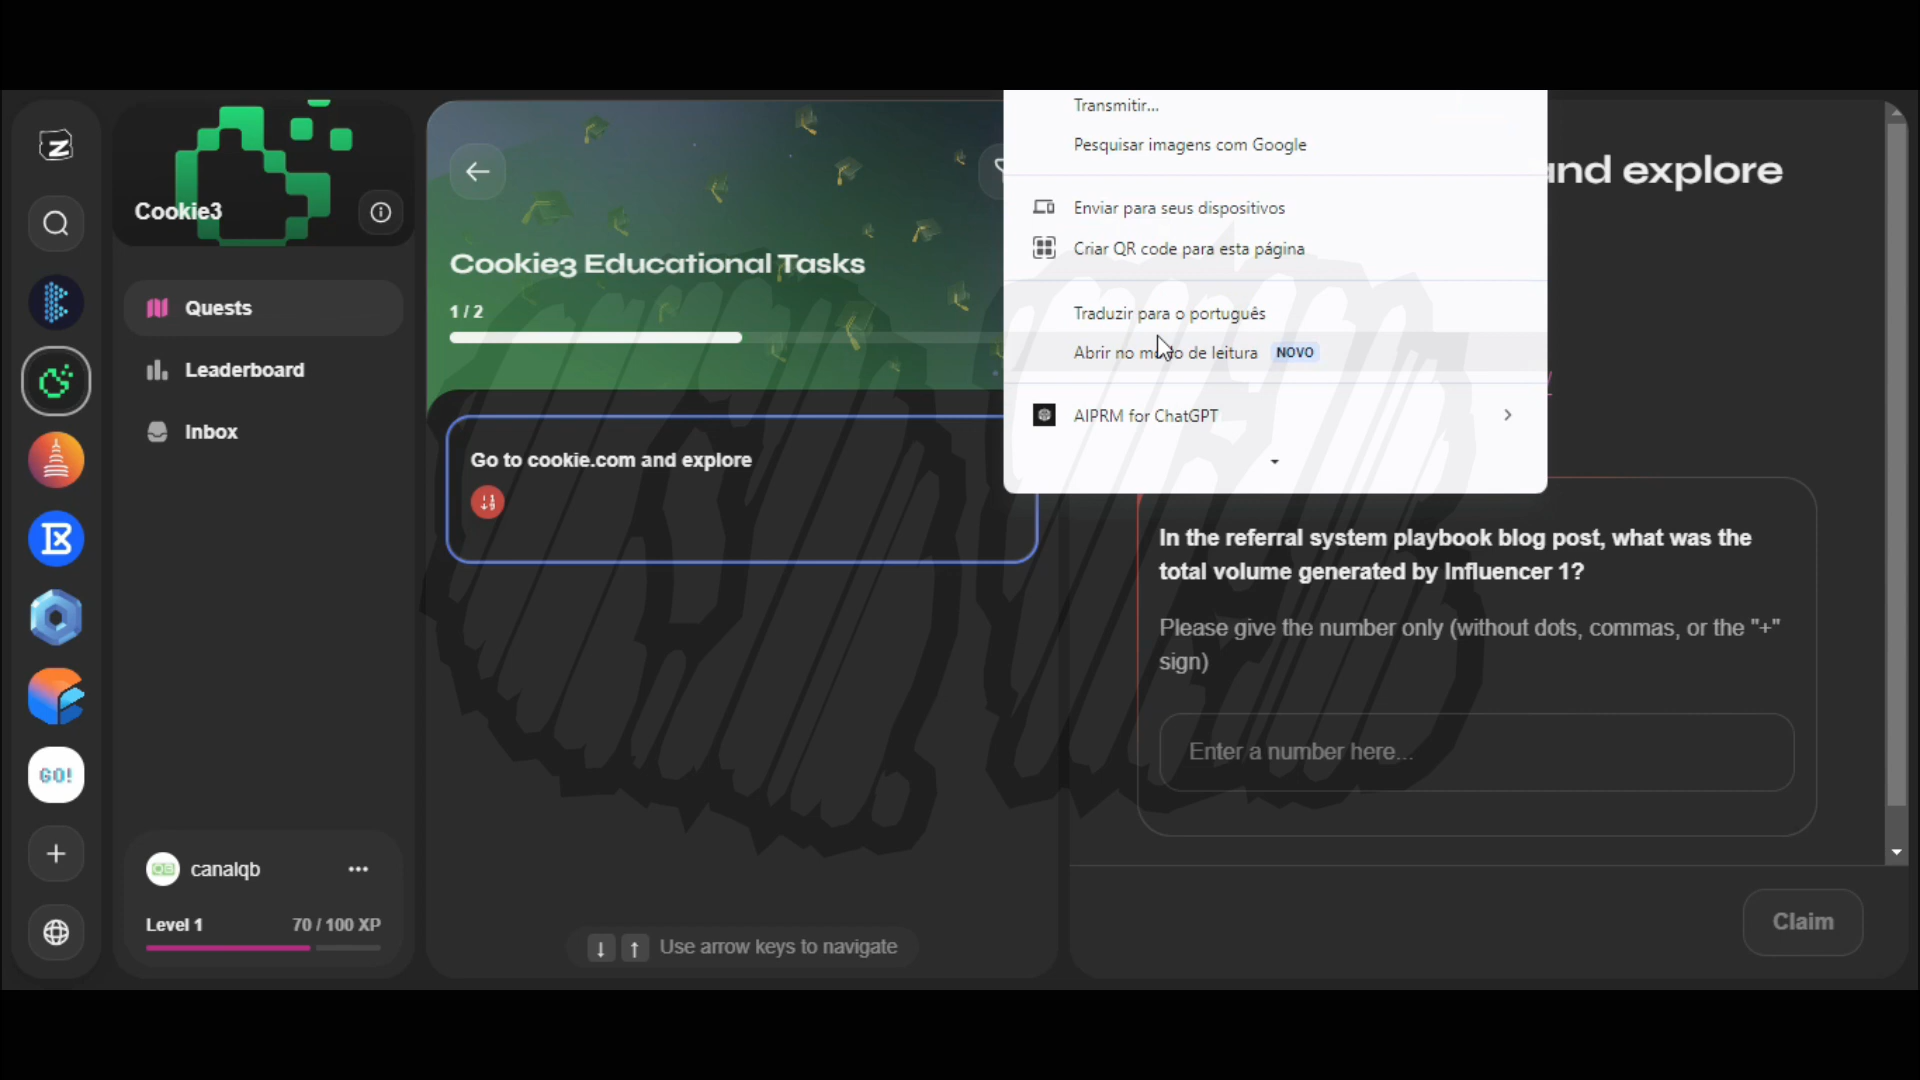 Cookie3
Quests
Leaderboard
Inbox
canalqb
Level 1
70 / 100 XP
GO!
Cookie3 Educational Tasks
1 / 2
Go to cookie.com and explore
Use arrow keys to navigate
Transmitir...
Pesquisar imagens com Google
Enviar para seus dispositivos
Criar QR code para esta página
Traduzir para o português
Abrir no modo de leitura NOVO
AIPRM for ChatGPT
and explore
In the referral system playbook blog post, what was the
total volume generated by Influencer 1?
Please give the number only (without dots, commas, or the "+"
sign)
Enter a number here...
Claim